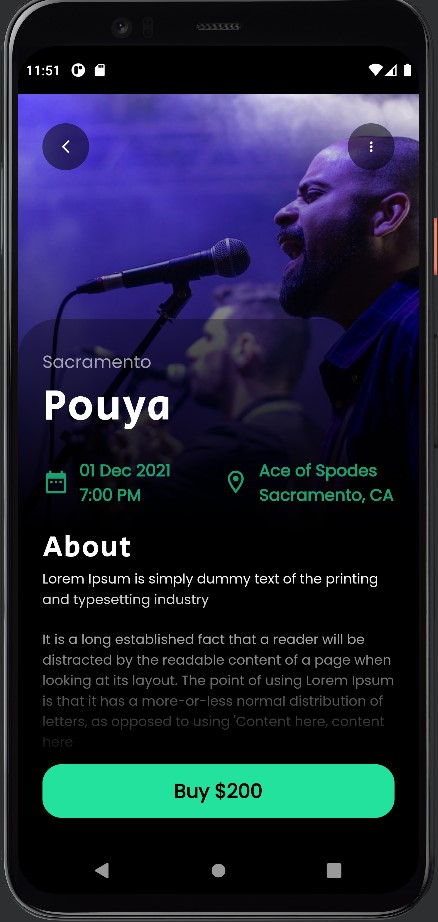 11:51
Sacramento
Pouya
01 Dec 2021
7:00 PM
Ace of Spodes
Sacramento, CA
About
Lorem Ipsum is simply dummy text of the printing
and typesetting industry
It is a long established fact that a reader will be
distracted by the readable content of a page when
looking at its layout. The point of using Lorem Ipsum
is that it has a more-or-less normal distribution of
letters, as opposed to using 'Content here, content
here
Buy $200